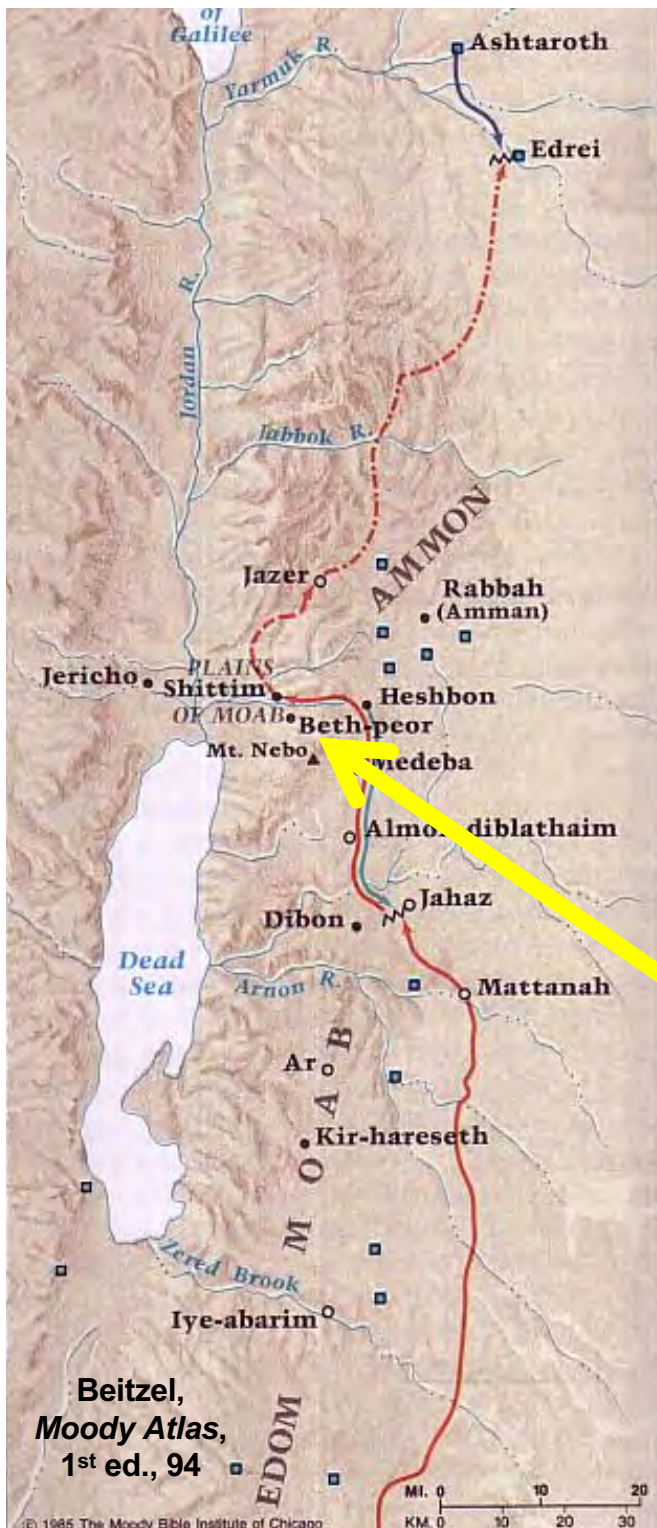 of
Galilee
Ashtaroth
Yarmuk R.
Edrei
Jordan R.
Jabbok R.
AMMON
Jazer
Rabbah
(Amman)
Jericho
PLAINS
Shittim
Heshbon
OF MOAB
Beth-peor
Mt. Nebo
Medeba
Almon-diblathaim
Jahaz
Dibon
Dead
Sea
Arnon R.
Mattanah
Ar
MOAB
Kir-hareseth
Zered Brook
Iye-abarim
Beitzel,
Moody Atlas,
1st ed., 94
EDOM
MI. 0 10 20
KM. 0 10 20 30
© 1985 The Moody Bible Institute of Chicago